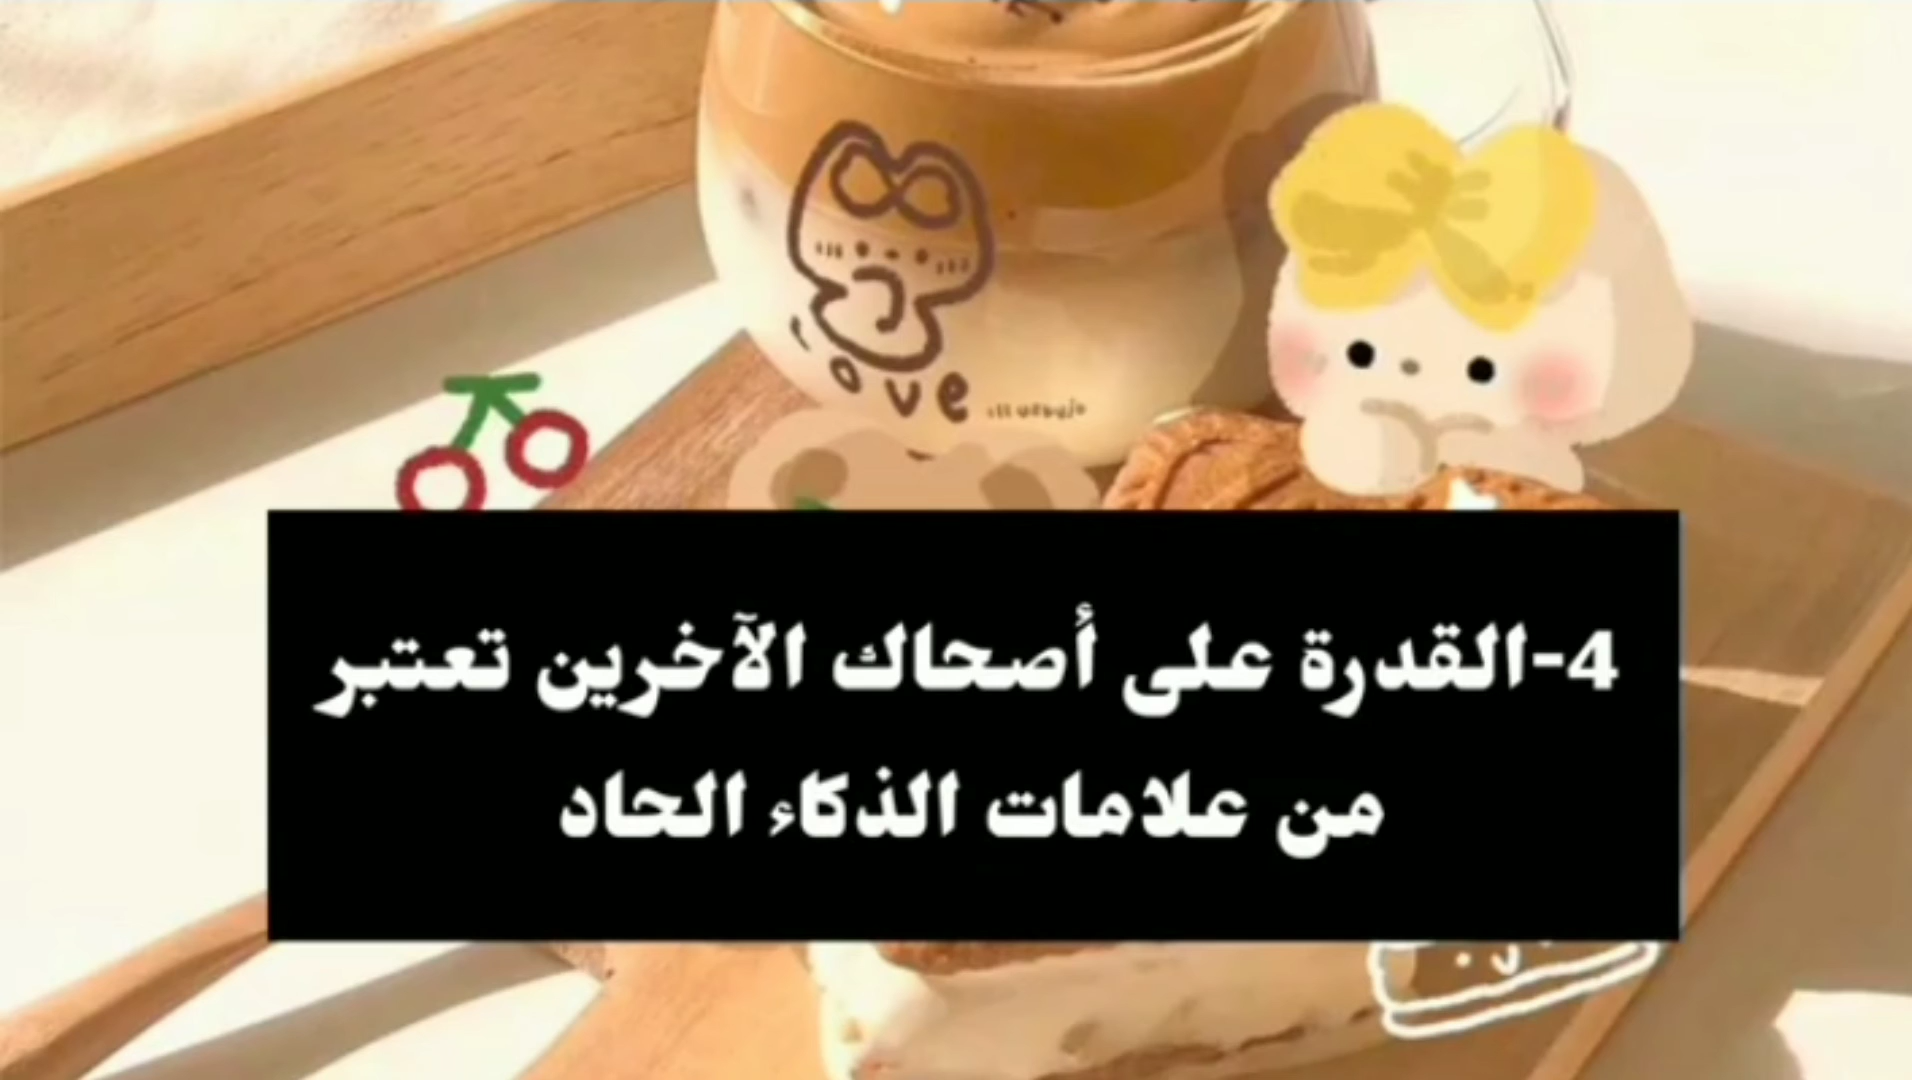 Love
4-القدرة على أصحاك الآخرين تعتبر
من علامات الذكاء الحاد